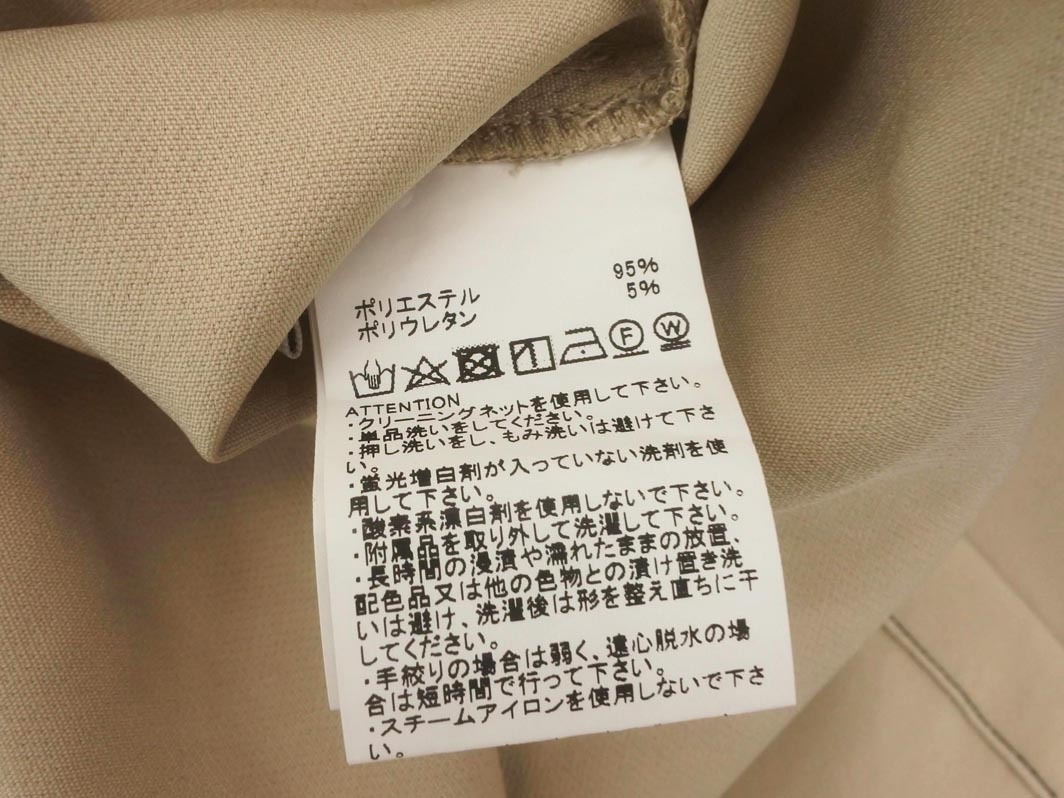 ポリエステル 95%
ポリウレタン 5%
F W
ATTENTION
・クリーニングネットを使用して下さい。
・単品洗いをしてください。
・押し洗いをし、もみ洗いは避けて下さ
い。
・蛍光増白剤が入っていない洗剤を使
用して下さい。
・酸素系漂白剤を使用しないで下さい。
・附属品を取り外して洗濯して下さい。
・長時間の浸漬や濡れたままの放置、
配色品又は他の色物との漬け置き洗
いは避け、洗濯後は形を整え直ちに干
してください。
・手絞りの場合は弱く、遠心脱水の場
合は短時間で行って下さい。
・スチームアイロンを使用しないで下さ
い。